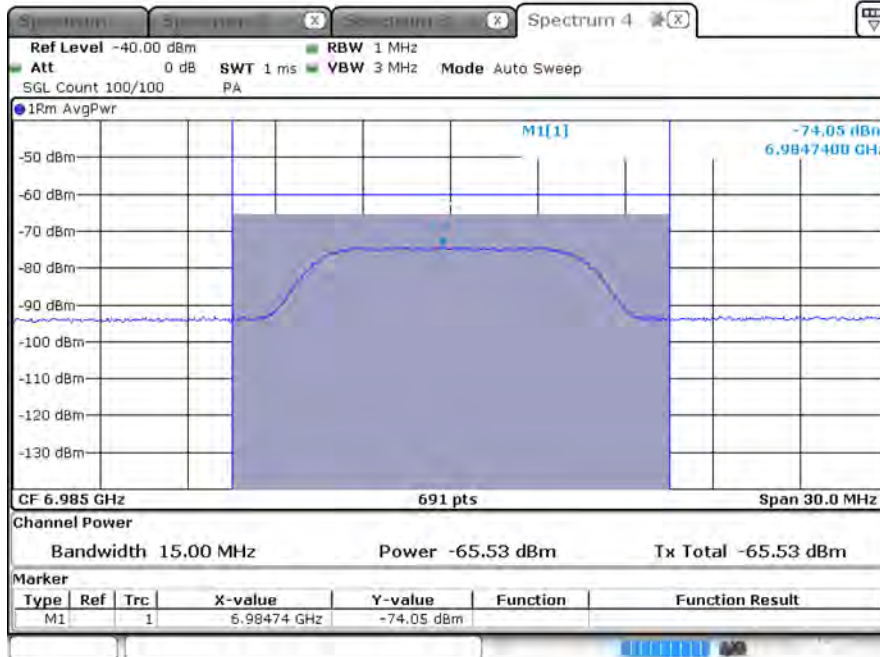 Spectrum 4
Ref Level -40.00 dBm RBW 1 MHz
Att 0 dB SWT 1 ms VBW 3 MHz Mode Auto Sweep
SGL Count 100/100 PA
1Rm AvgPwr
M1[1] -74.05 dBm
6.9847400 GHz
-50 dBm
-60 dBm
-70 dBm
-80 dBm
-90 dBm
-100 dBm
-110 dBm
-120 dBm
-130 dBm
CF 6.985 GHz 691 pts Span 30.0 MHz
Channel Power
Bandwidth 15.00 MHz Power -65.53 dBm Tx Total -65.53 dBm
Marker
Type Ref Trc X-value Y-value Function Function Result
M1 1 6.98474 GHz -74.05 dBm